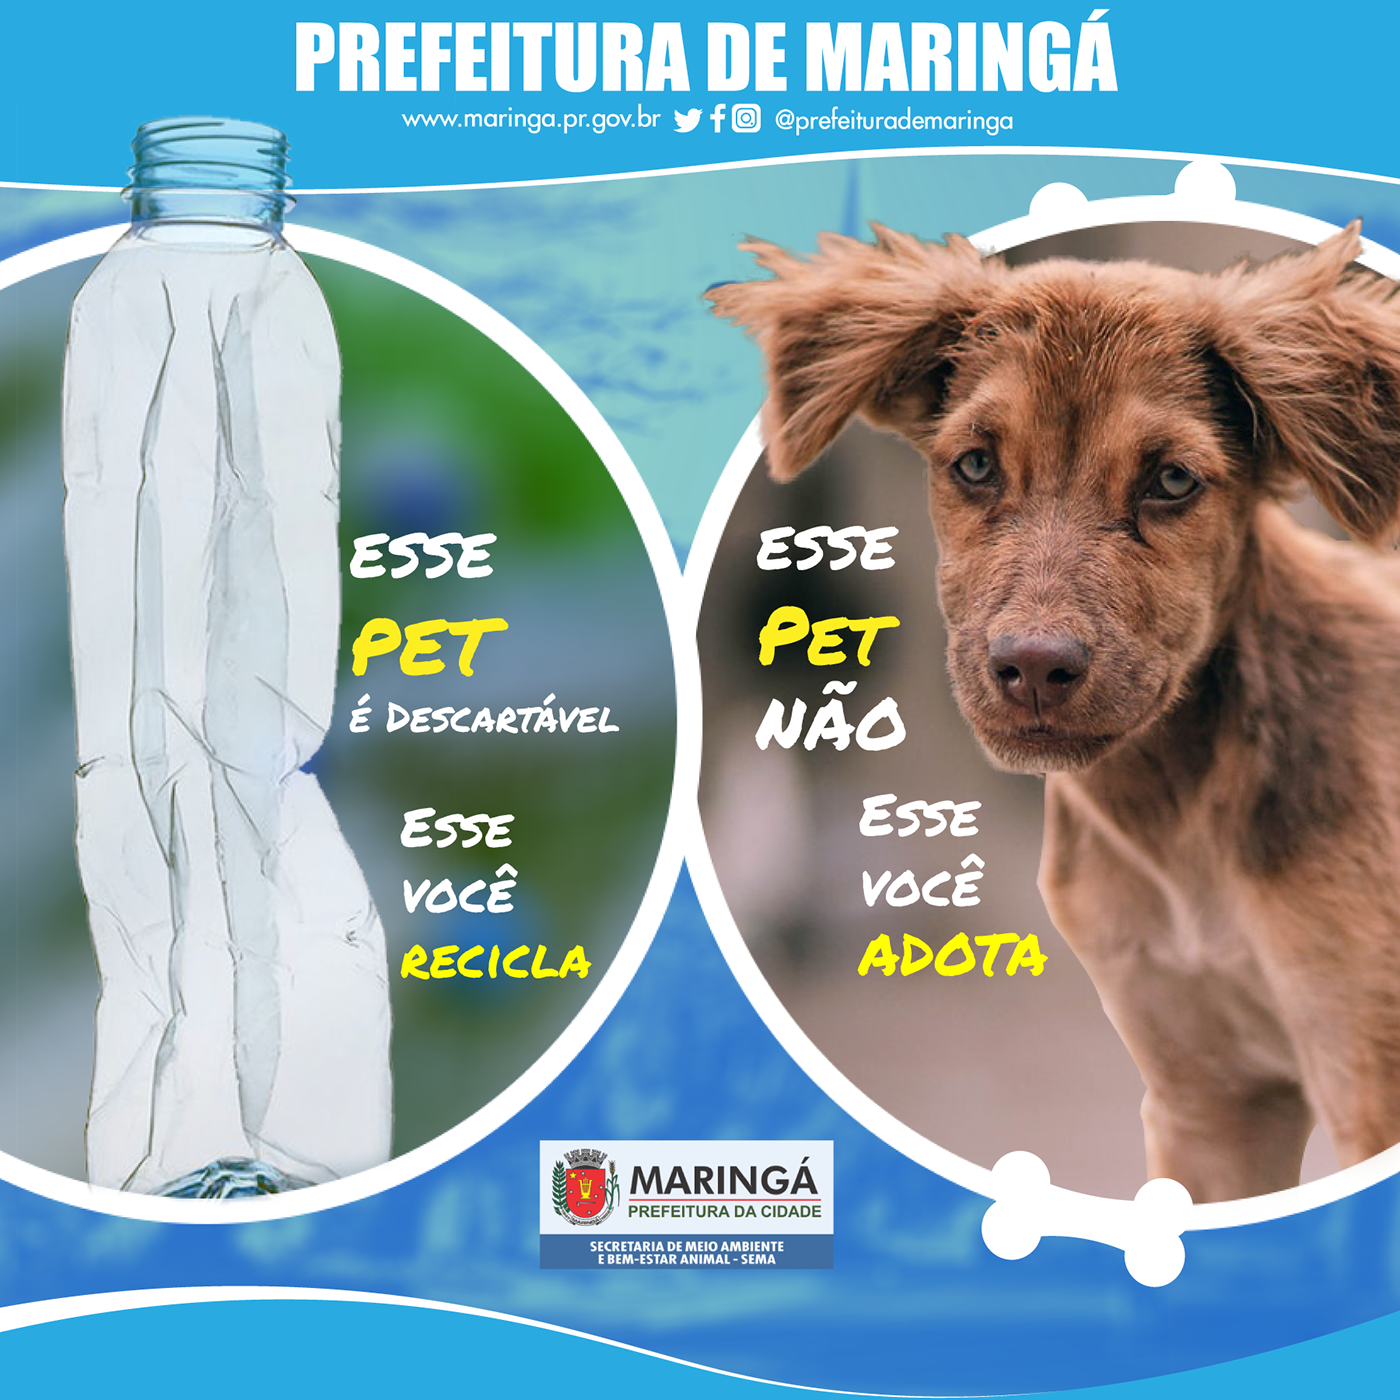 PREFEITURA DE MARINGÁ
www.maringa.pr.gov.br @prefeiturademaringa
ESSE
PET
É DESCARTÁVEL
ESSE
VOCÊ
RECICLA
ESSE
PET
NÃO
ESSE
VOCÊ
ADOTA
MARINGÁ
PREFEITURA DA CIDADE
SECRETARIA DE MEIO AMBIENTE
E BEM-ESTAR ANIMAL - SEMA